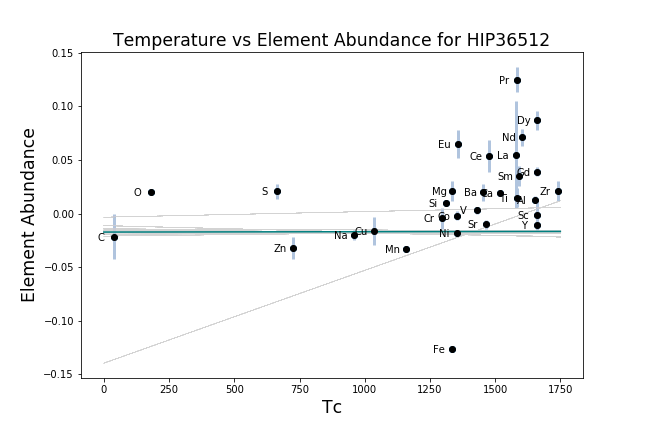 Temperature vs Element Abundance for HIP36512
Element Abundance
0.15
0.10
0.05
0.00
−0.05
−0.10
−0.15
Pr
Dy
Nd
Eu
Ce
La
Gd
Sm
O
S
Mg
Ba
Ca
Ti
Al
Zr
Si
V
Cr
Co
Sc
Sr
Y
C
Na
Cu
Ni
Zn
Mn
Fe
0
250
500
750
1000
1250
1500
1750
Tc